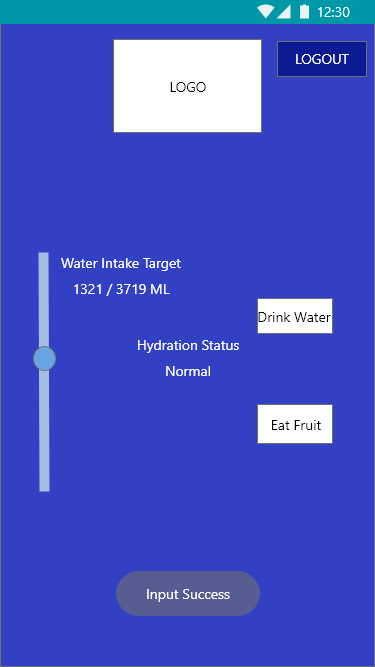 12:30
LOGO
LOGOUT
Water Intake Target
1321 / 3719 ML
Drink Water
Hydration Status
Normal
Eat Fruit
Input Success